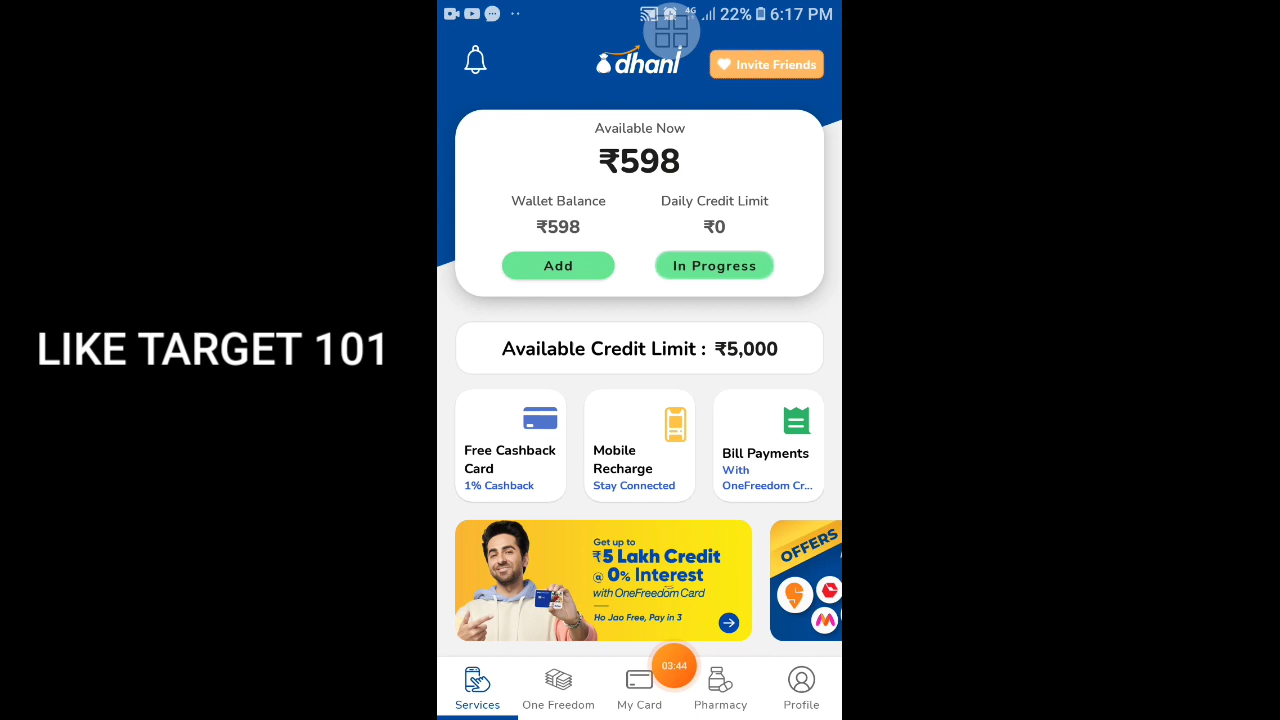 4G 22% 6:17 PM
dhani
Invite Friends
Available Now
₹598
Wallet Balance
Daily Credit Limit
₹598
₹0
Add
In Progress
LIKE TARGET 101
Available Credit Limit : ₹5,000
Free Cashback
Card
1% Cashback
Mobile
Recharge
Stay Connected
Bill Payments
With
OneFreedom Cr...
Get up to
₹5 Lakh Credit
@ 0% Interest
with OneFreedom Card
Ho Jao Free, Pay in 3
OFFERS
03:44
Services
One Freedom
My Card
Pharmacy
Profile